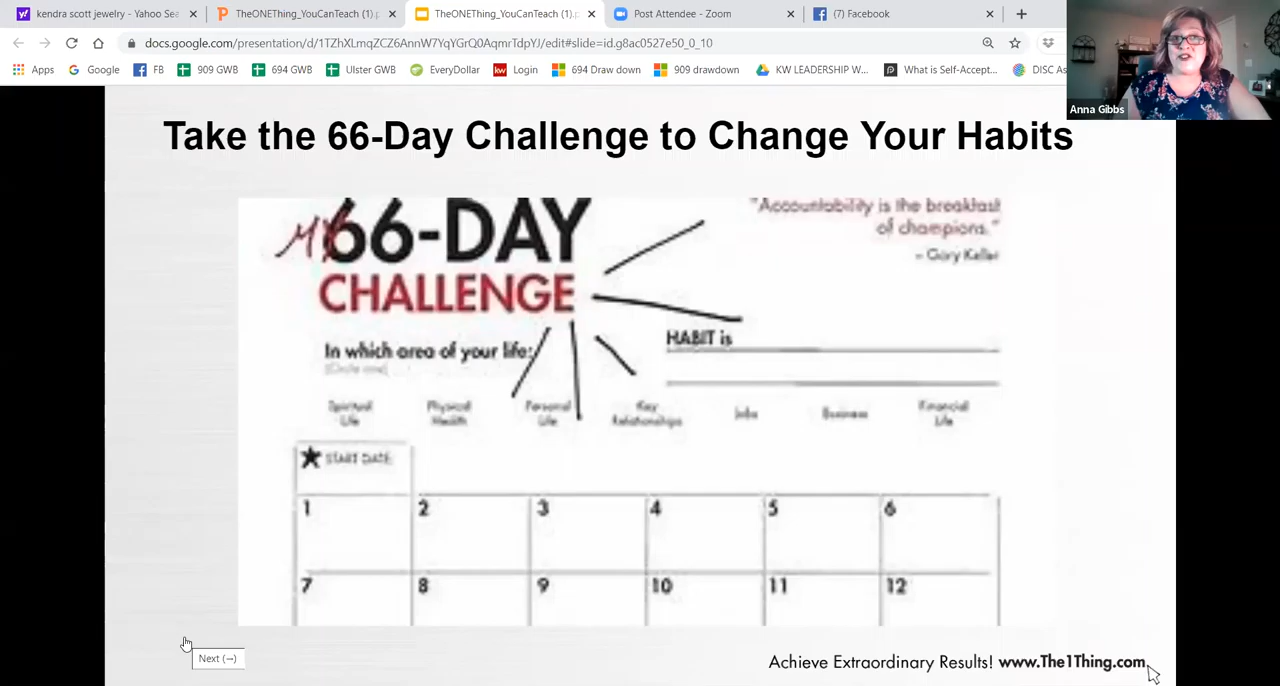 kendra scott jewelry - Yahoo Sea
TheONEThing_YouCanTeach (1).p
TheONEThing_YouCanTeach (1).p
Post Attendee - Zoom
(7) Facebook
docs.google.com/presentation/d/1TZhXLmqZCZ6AnnW7YqYGrQ0AqmrTdpYJ/edit#slide=id.g8ac0527e50_0_10
Apps
Google
FB
909 GWB
694 GWB
Ulster GWB
EveryDollar
Login
694 Draw down
909 drawdown
KW LEADERSHIP W...
What is Self-Accept...
DISC As
Anna Gibbs
Take the 66-Day Challenge to Change Your Habits
MY 66-DAY
CHALLENGE
"Accountability is the breakfast
of champions."
- Gary Keller
In which area of your life:
(Circle one)
HABIT is
Spiritual Life
Physical Health
Personal Life
Key Relationships
Jobs
Business
Financial Life
START DATE:
1 2 3 4 5 6
7 8 9 10 11 12
Next (→)
Achieve Extraordinary Results! www.The1Thing.com